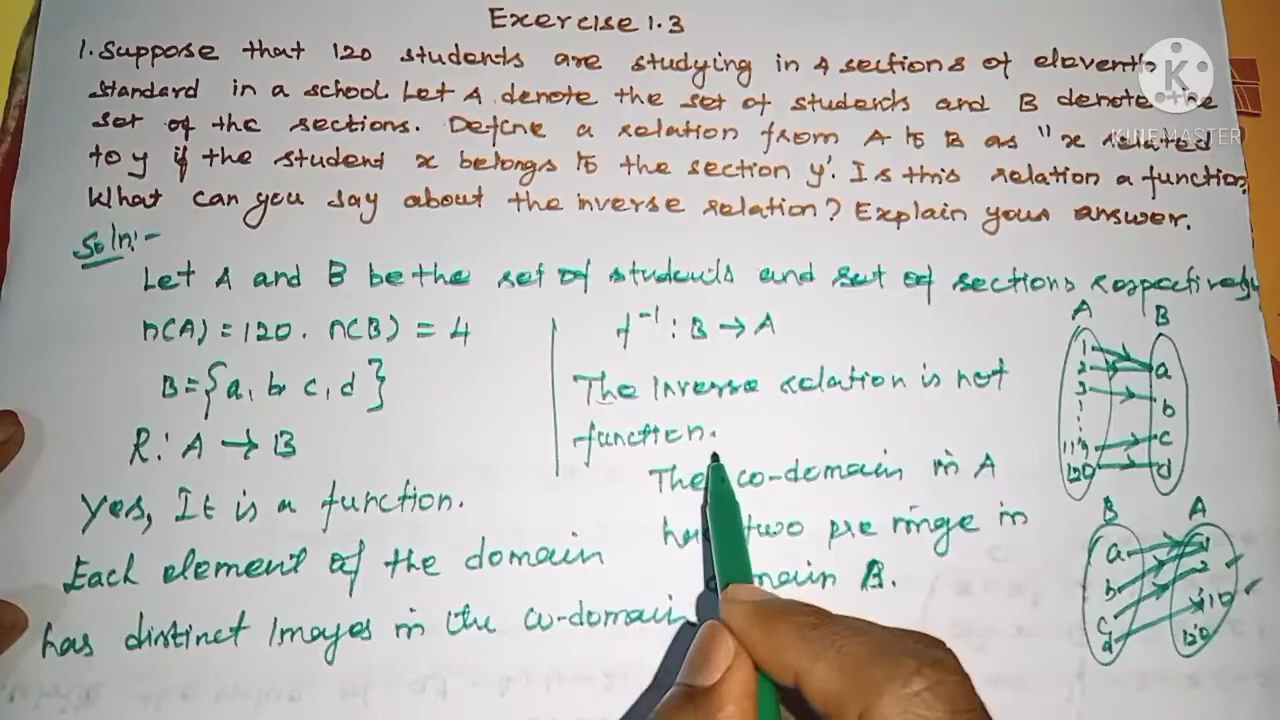 Exercise 1.3
1. Suppose that 120 students are studying in 4 sections of eleventh
standard in a school. Let A denote the set of students and B denote the
set of the sections. Define a relation from A to B as "x related
to y if the student x belongs to the section y". Is this relation a function
What can you say about the inverse relation? Explain your answer.
Soln:-
Let A and B be the set of students and set of sections respectively
n(A) = 120. n(B) = 4
B = {a, b c, d}
R: A → B
Yes, It is a function.
Each element of the domain
has distinct Images in the co-domain
f⁻¹ : B → A
The Inverse relation is not
function.
The co-domain in A
two pre ringe in
B.
A B
1
2
3
119
120
a
b
c
d
B A
a
b
c
d
1
2
120
K
KINEMASTER